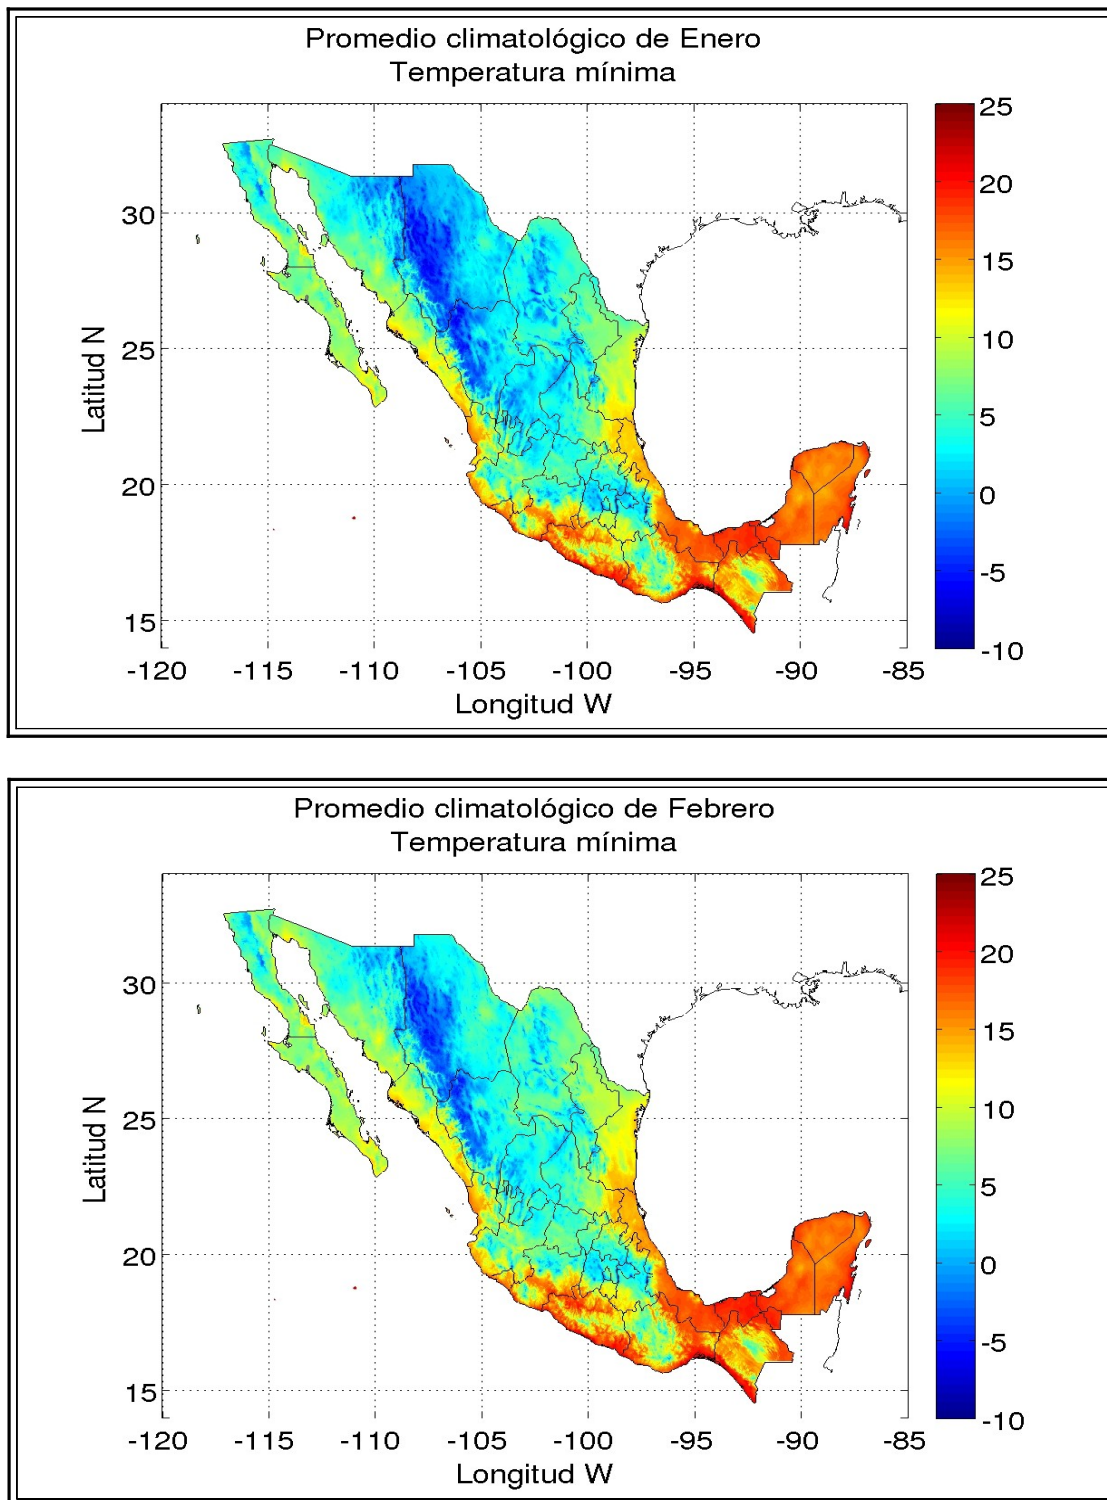 Promedio climatológico de Enero
Temperatura mínima
25
20
15
10
5
0
-5
-10
30
25
20
15
Latitud N
-120 -115 -110 -105 -100 -95 -90 -85
Longitud W
Promedio climatológico de Febrero
Temperatura mínima
25
20
15
10
5
0
-5
-10
30
25
20
15
Latitud N
-120 -115 -110 -105 -100 -95 -90 -85
Longitud W